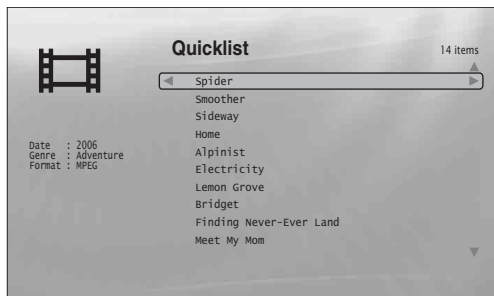 Quicklist
14 items
Spider
Smoother
Sideway
Home
Alpinist
Electricity
Lemon Grove
Bridget
Finding Never-Ever Land
Meet My Mom
Date : 2006
Genre : Adventure
Format : MPEG